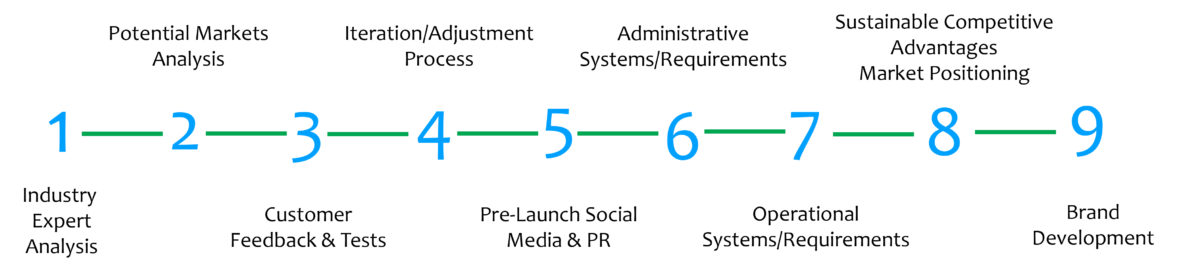 Potential Markets
Analysis
Iteration/Adjustment
Process
Administrative
Systems/Requirements
Sustainable Competitive
Advantages
Market Positioning
1 2 3 4 5 6 7 8 9
Industry
Expert
Analysis
Customer
Feedback & Tests
Pre-Launch Social
Media & PR
Operational
Systems/Requirements
Brand
Development